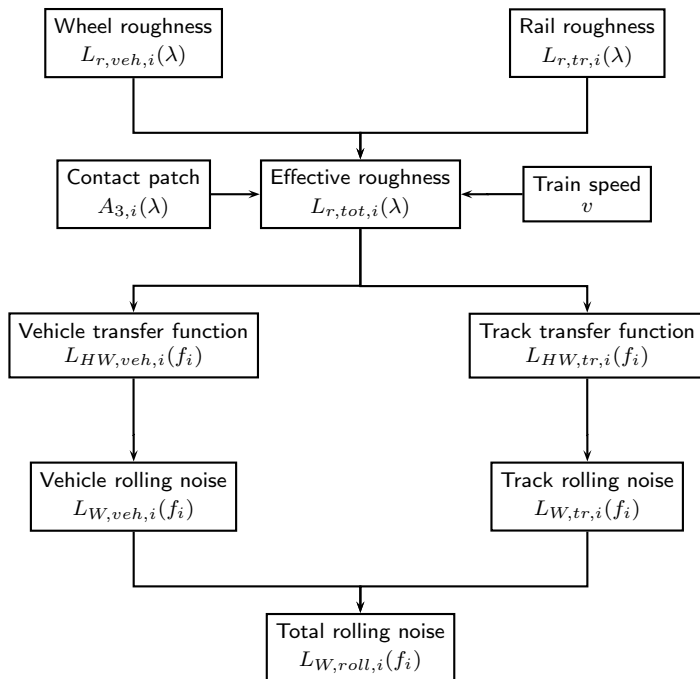 Wheel roughness
L_{r,veh,i}(λ)
Rail roughness
L_{r,tr,i}(λ)
Contact patch
A_{3,i}(λ)
Effective roughness
L_{r,tot,i}(λ)
Train speed
v
Vehicle transfer function
L_{HW,veh,i}(f_i)
Track transfer function
L_{HW,tr,i}(f_i)
Vehicle rolling noise
L_{W,veh,i}(f_i)
Track rolling noise
L_{W,tr,i}(f_i)
Total rolling noise
L_{W,roll,i}(f_i)